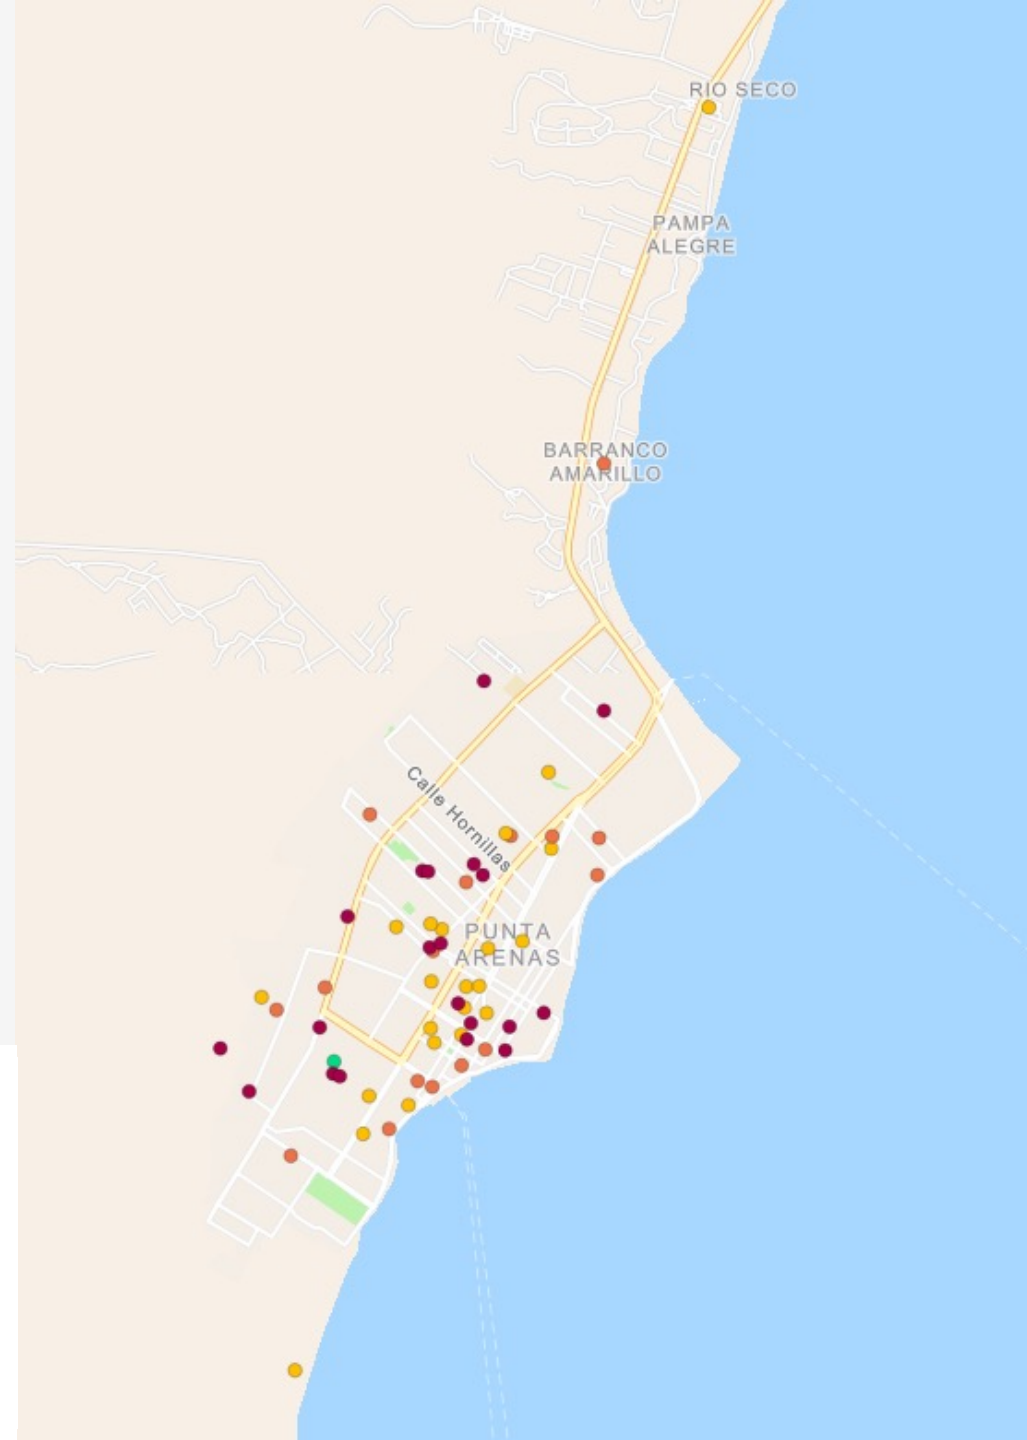 RIO SECO
PAMPA
ALEGRE
BARRANCO
AMARILLO
Calle Hornillas
PUNTA
ARENAS